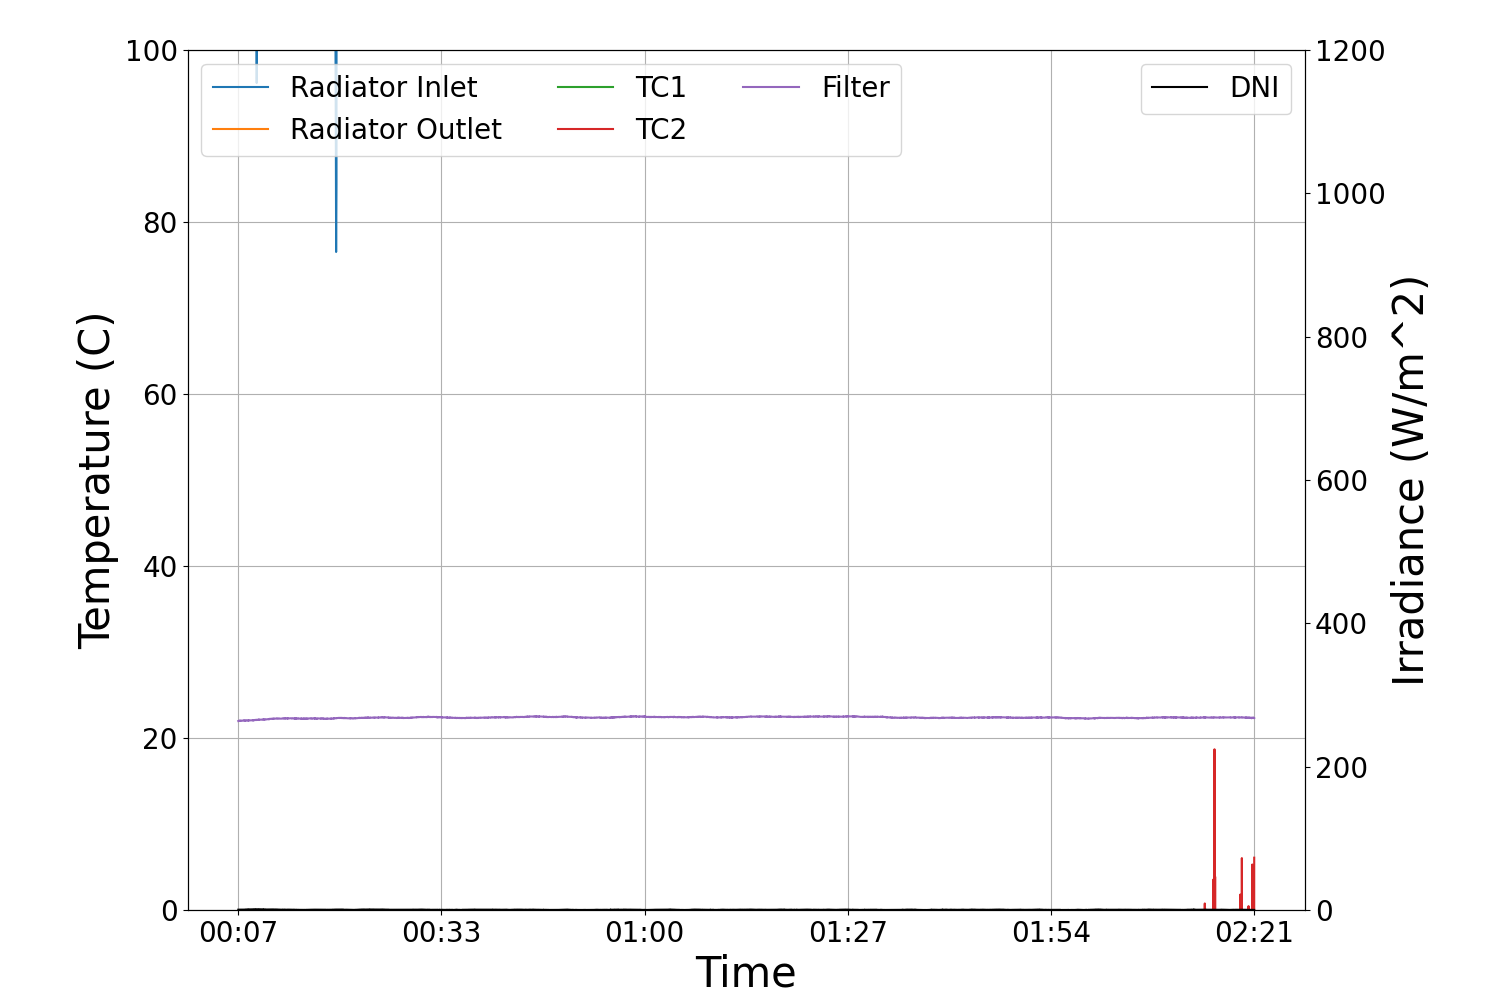 100
80
60
40
20
0
Temperature (C)
Radiator Inlet
Radiator Outlet
TC1
TC2
Filter
DNI
1200
1000
800
600
400
200
0
Irradiance (W/m^2)
00:07 00:33 01:00 01:27 01:54 02:21
Time